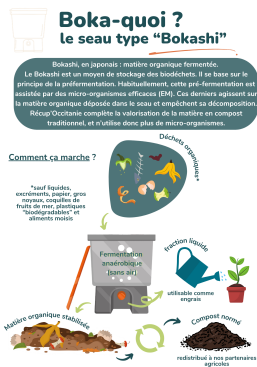 Boka-quoi ?
le seau type “Bokashi”
Bokashi, en japonais : matière organique fermentée.
Le Bokashi est un moyen de stockage des biodéchets. Il se base sur le
principe de la préfermentation. Habituellement, cette pré-fermentation est
assistée par des micro-organismes efficaces (EM). Ces derniers agissent sur
la matière organique déposée dans le seau et empêchent sa décomposition.
Récup'Occitanie complète la valorisation de la matière en compost
traditionnel, et n'utilise donc plus de micro-organismes.
Déchets organiques*
Comment ça marche ?
*sauf liquides,
excréments, papier, gros
noyaux, coquilles de
fruits de mer, plastiques
“biodégradables” et
aliments moisis
Fermentation
anaérobique
(sans air)
fraction liquide
utilisable comme
engrais
Matière organique stabilisée
Compost normé
redistribué à nos partenaires
agricoles